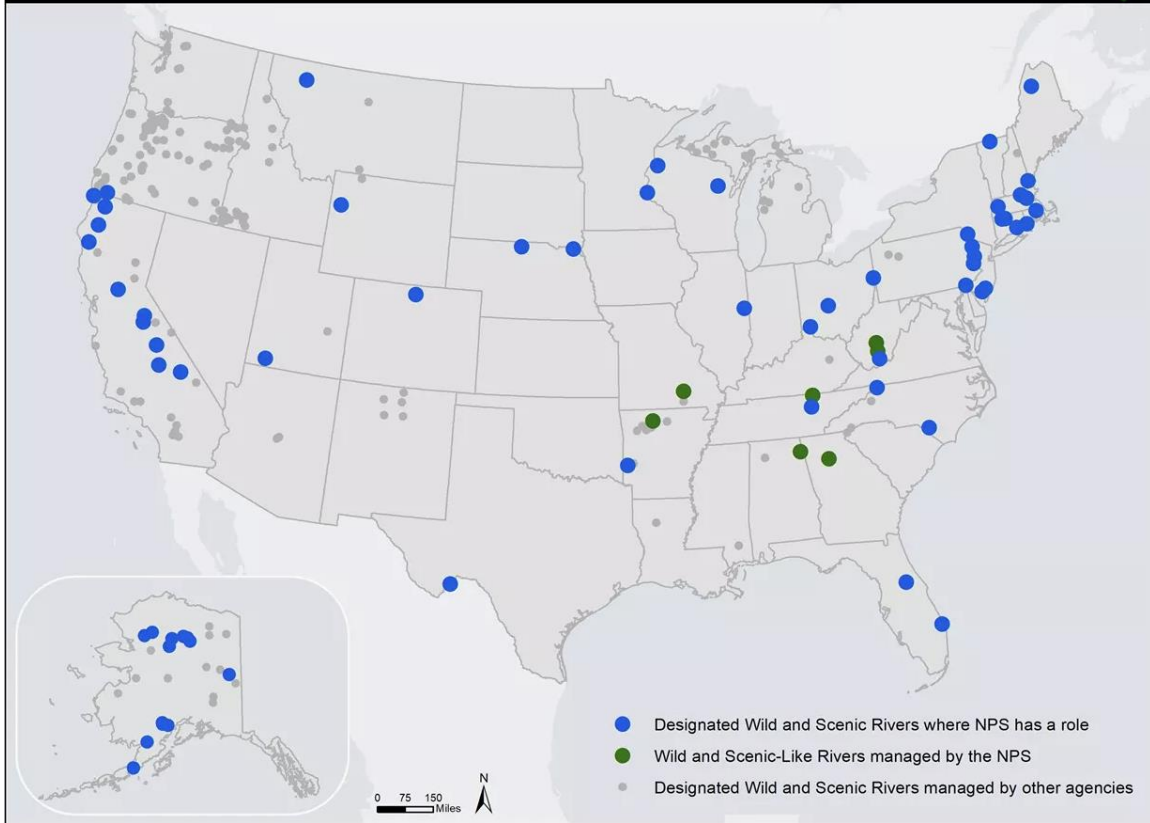 Designated Wild and Scenic Rivers where NPS has a role
Wild and Scenic-Like Rivers managed by the NPS
Designated Wild and Scenic Rivers managed by other agencies
N
0 75 150
Miles